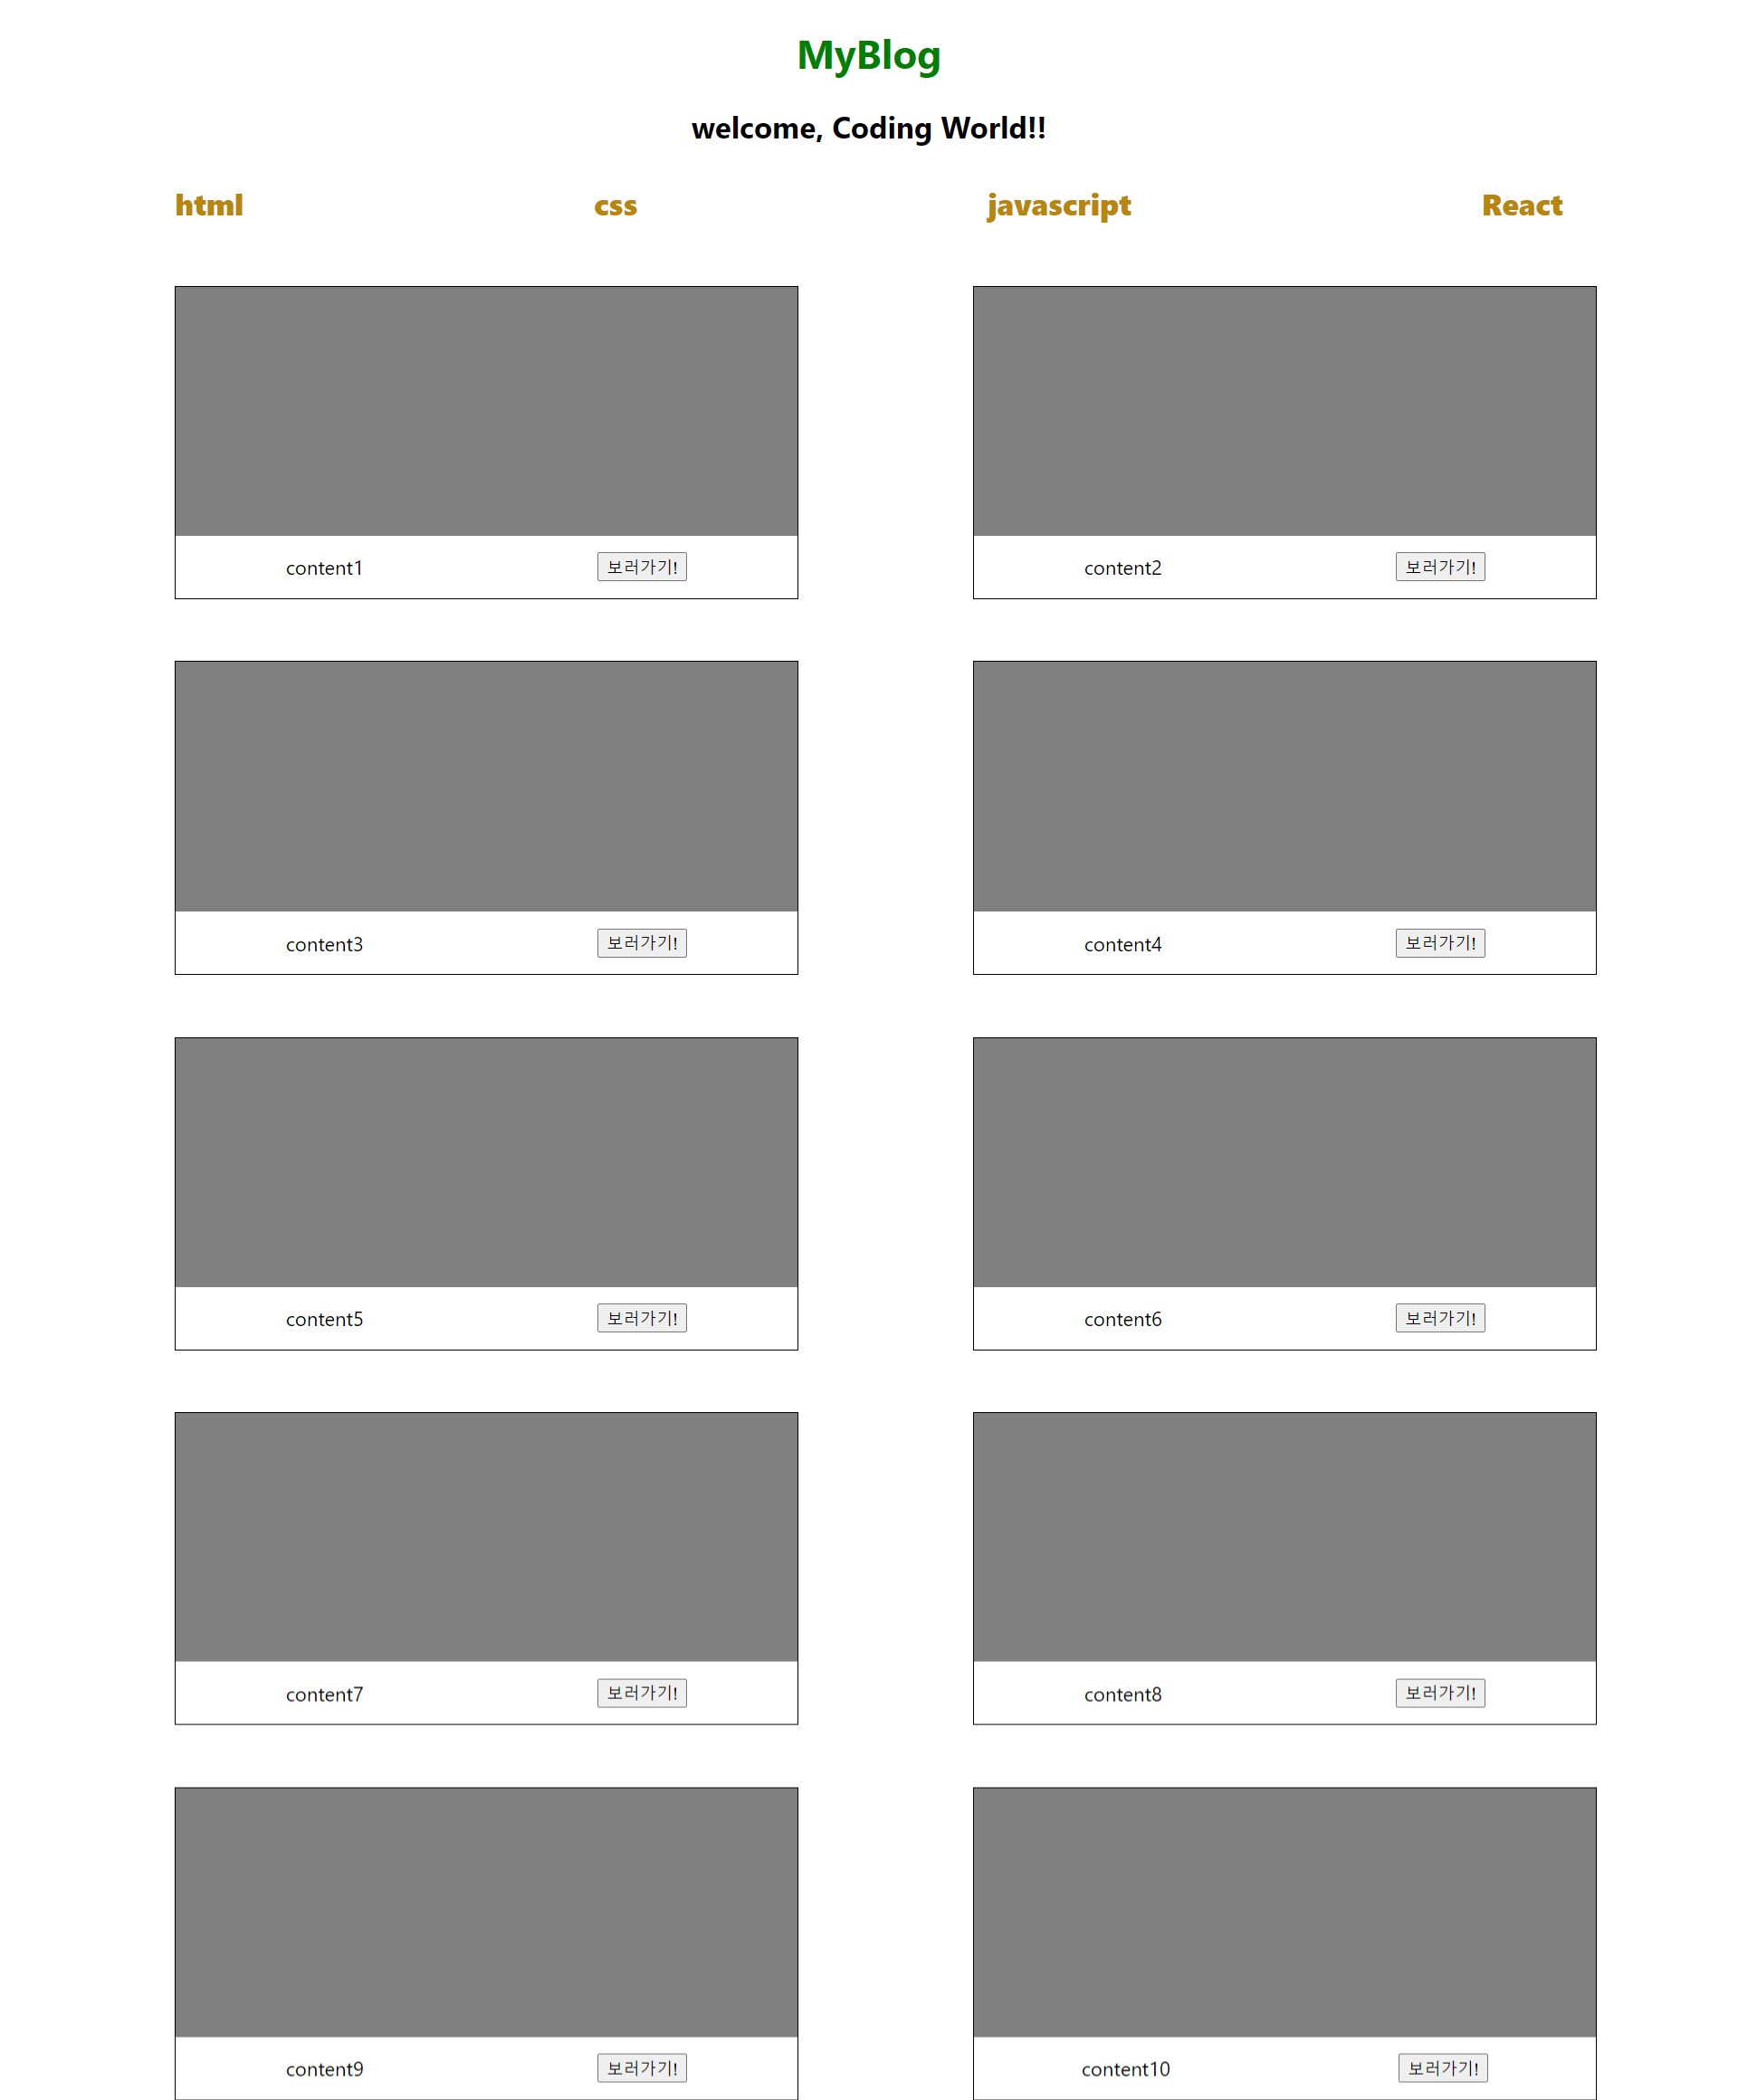 MyBlog
welcome, Coding World!!
html css javascript React
content1 보러가기! content2 보러가기!
content3 보러가기! content4 보러가기!
content5 보러가기! content6 보러가기!
content7 보러가기! content8 보러가기!
content9 보러가기! content10 보러가기!